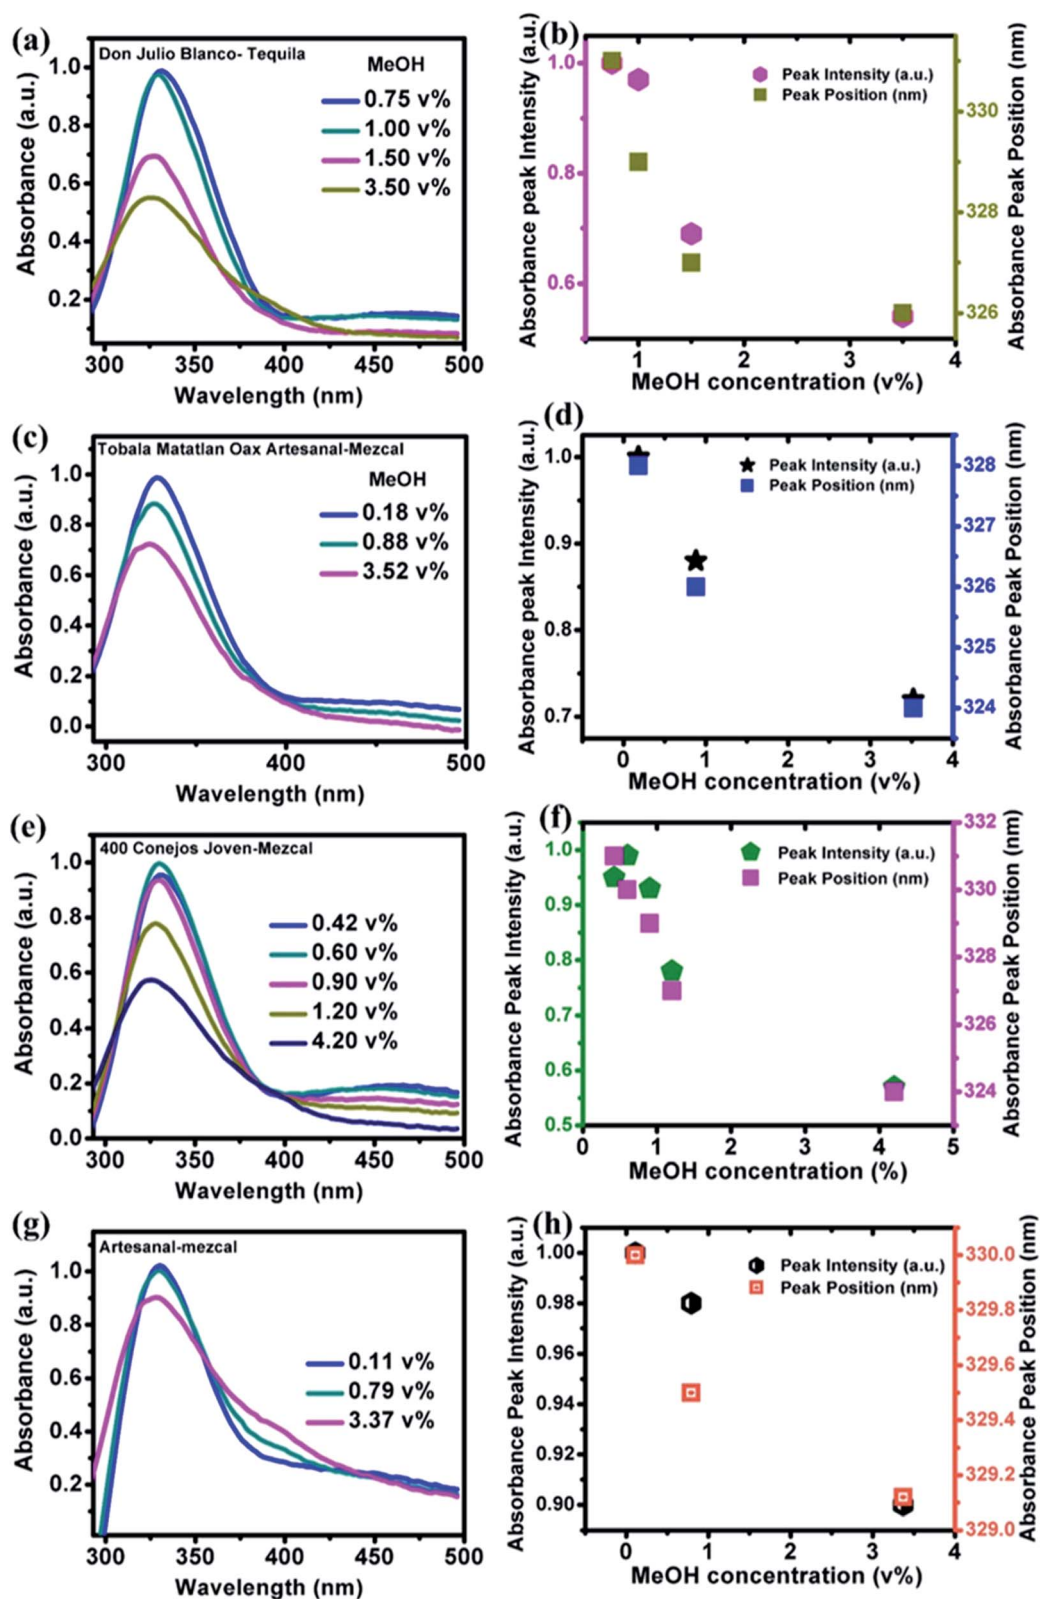 (a)
Don Julio Blanco- Tequila
MeOH
0.75 v%
1.00 v%
1.50 v%
3.50 v%
Absorbance (a.u.)
1.0
0.8
0.6
0.4
0.2
300 350 400 450 500
Wavelength (nm)
(b)
Peak Intensity (a.u.)
Peak Position (nm)
Absorbance peak Intensity (a.u.)
1.0
0.8
0.6
330
328
326
Absorbance Peak Position (nm)
1 2 3 4
MeOH concentration (v%)
(c)
Tobala Matatlan Oax Artesanal-Mezcal
MeOH
0.18 v%
0.88 v%
3.52 v%
Absorbance (a.u.)
1.0
0.8
0.6
0.4
0.2
0.0
300 350 400 450 500
Wavelength (nm)
(d)
Peak Intensity (a.u.)
Peak Position (nm)
Absorbance peak Intensity (a.u.)
1.0
0.9
0.8
0.7
328
327
326
325
324
Absorbance Peak Position (nm)
0 1 2 3 4
MeOH concentration (v%)
(e)
400 Conejos Joven-Mezcal
0.42 v%
0.60 v%
0.90 v%
1.20 v%
4.20 v%
Absorbance (a.u.)
1.0
0.8
0.6
0.4
0.2
0.0
300 350 400 450 500
Wavelength (nm)
(f)
Peak Intensity (a.u.)
Peak Position (nm)
Absorbance Peak Intensity (a.u.)
1.0
0.9
0.8
0.7
0.6
0.5
332
330
328
326
324
Absorbance Peak Position (nm)
0 1 2 3 4 5
MeOH concentration (%)
(g)
Artesanal-mezcal
0.11 v%
0.79 v%
3.37 v%
Absorbance (a.u.)
1.0
0.8
0.6
0.4
0.2
300 350 400 450 500
Wavelength (nm)
(h)
Peak Intensity (a.u.)
Peak Position (nm)
Absorbance Peak Intensity (a.u.)
1.00
0.98
0.96
0.94
0.92
0.90
330.0
329.8
329.6
329.4
329.2
329.0
Absorbance Peak Position (nm)
0 1 2 3 4
MeOH concentration (v%)